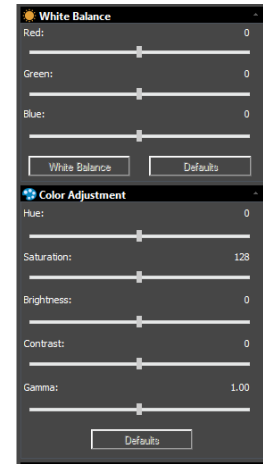 White Balance
Red: 0
Green: 0
Blue: 0
White Balance Defaults
Color Adjustment
Hue: 0
Saturation: 128
Brightness: 0
Contrast: 0
Gamma: 1.00
Defaults